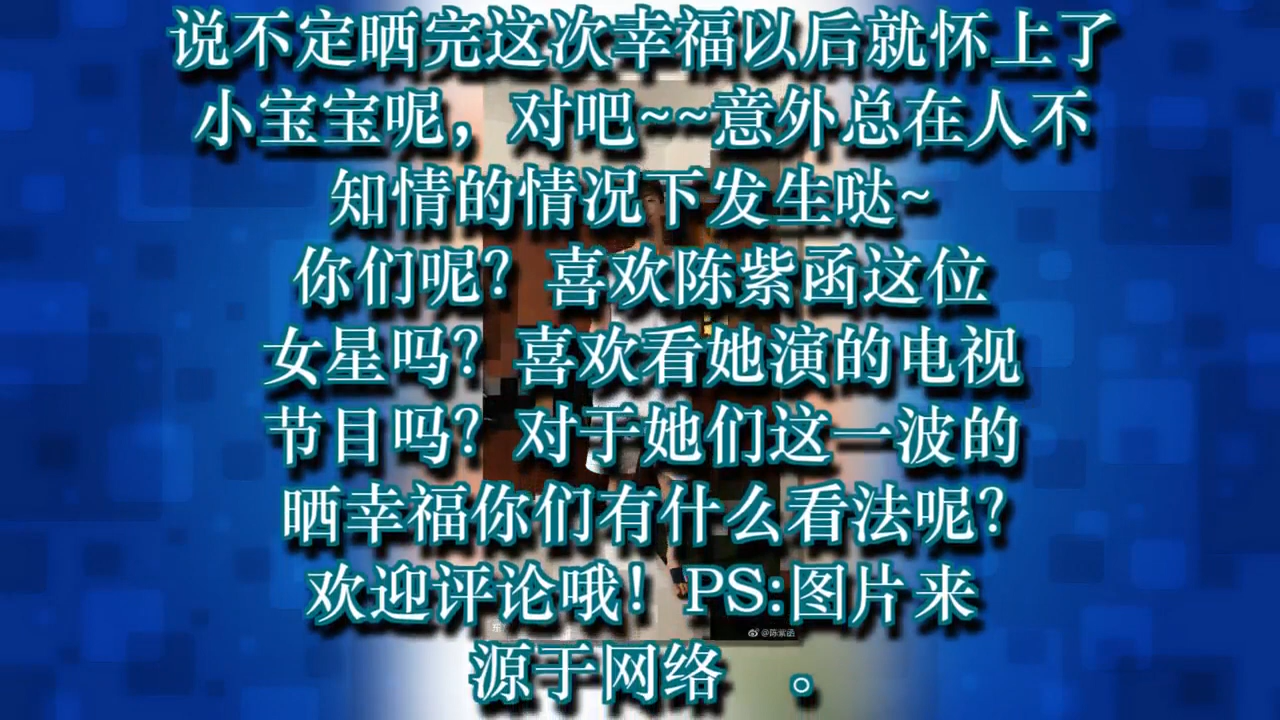 说不定晒完这次幸福以后就怀上了
小宝宝呢，对吧~~意外总在人不
知情的情况下发生哒~
你们呢？喜欢陈紫函这位
女星吗？喜欢看她演的电视
节目吗？对于她们这一波的
晒幸福你们有什么看法呢？
欢迎评论哦！PS:图片来
东
@陈紫函
源于网络　。